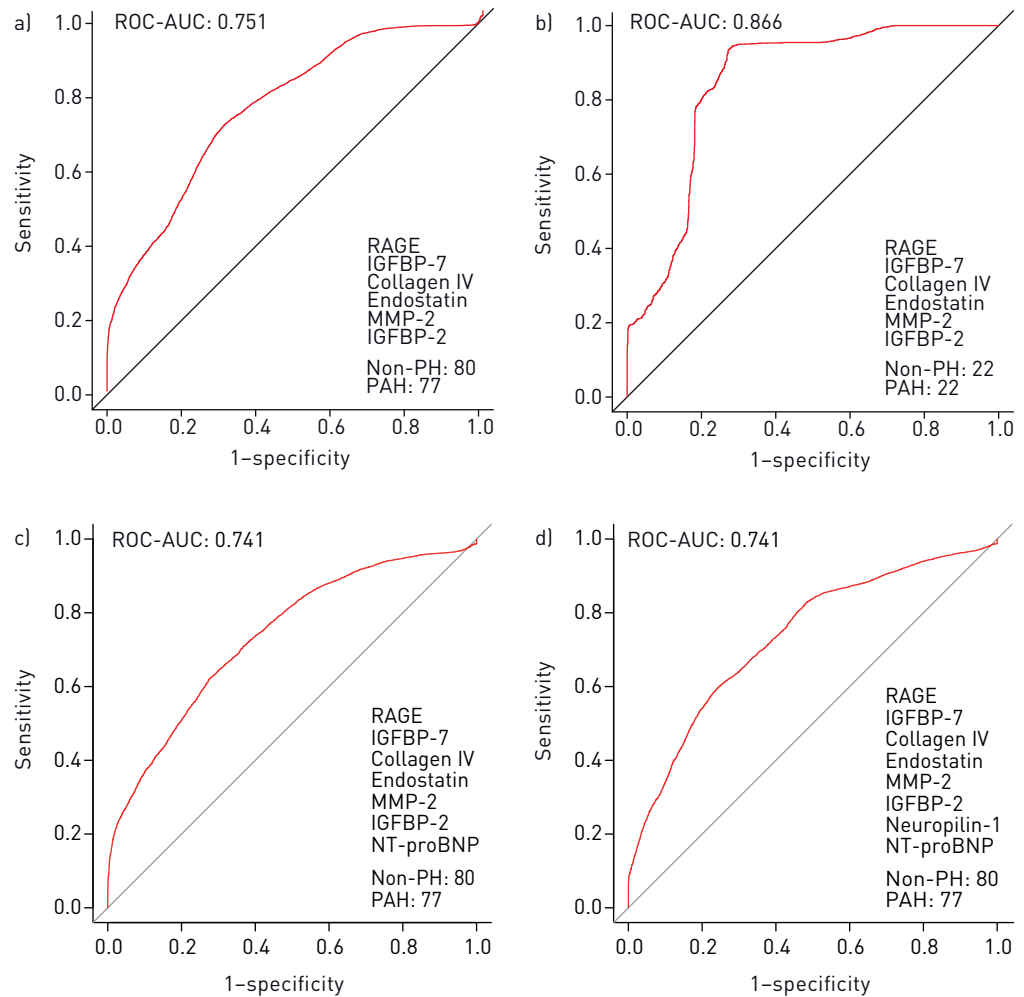 a)
ROC-AUC: 0.751
1.0
0.8
0.6
0.4
0.2
0.0
Sensitivity
RAGE
IGFBP-7
Collagen IV
Endostatin
MMP-2
IGFBP-2
Non-PH: 80
PAH: 77
0.0 0.2 0.4 0.6 0.8 1.0
1–specificity
b)
ROC-AUC: 0.866
1.0
0.8
0.6
0.4
0.2
0.0
Sensitivity
RAGE
IGFBP-7
Collagen IV
Endostatin
MMP-2
IGFBP-2
Non-PH: 22
PAH: 22
0.0 0.2 0.4 0.6 0.8 1.0
1–specificity
c)
ROC-AUC: 0.741
1.0
0.8
0.6
0.4
0.2
0.0
Sensitivity
RAGE
IGFBP-7
Collagen IV
Endostatin
MMP-2
IGFBP-2
NT-proBNP
Non-PH: 80
PAH: 77
0.0 0.2 0.4 0.6 0.8 1.0
1–specificity
d)
ROC-AUC: 0.741
1.0
0.8
0.6
0.4
0.2
0.0
Sensitivity
RAGE
IGFBP-7
Collagen IV
Endostatin
MMP-2
IGFBP-2
Neuropilin-1
NT-proBNP
Non-PH: 80
PAH: 77
0.0 0.2 0.4 0.6 0.8 1.0
1–specificity